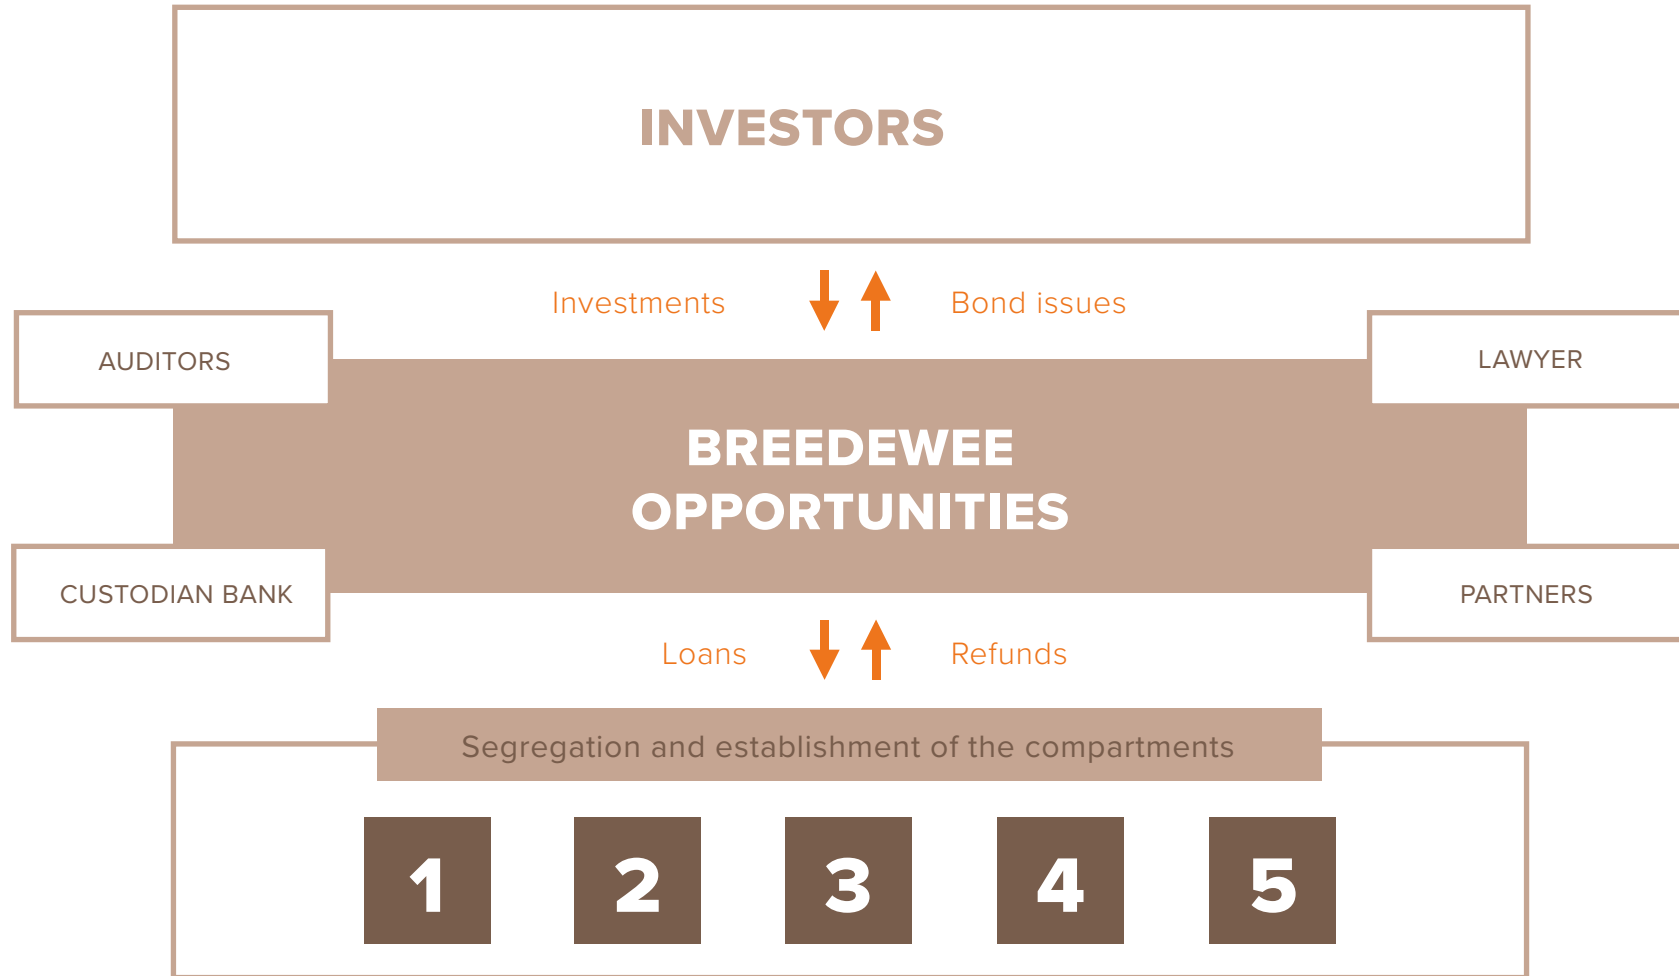 INVESTORS
Investments
Bond issues
AUDITORS
LAWYER
BREEDEWEE
OPPORTUNITIES
CUSTODIAN BANK
PARTNERS
Loans
Refunds
Segregation and establishment of the compartments
1
2
3
4
5